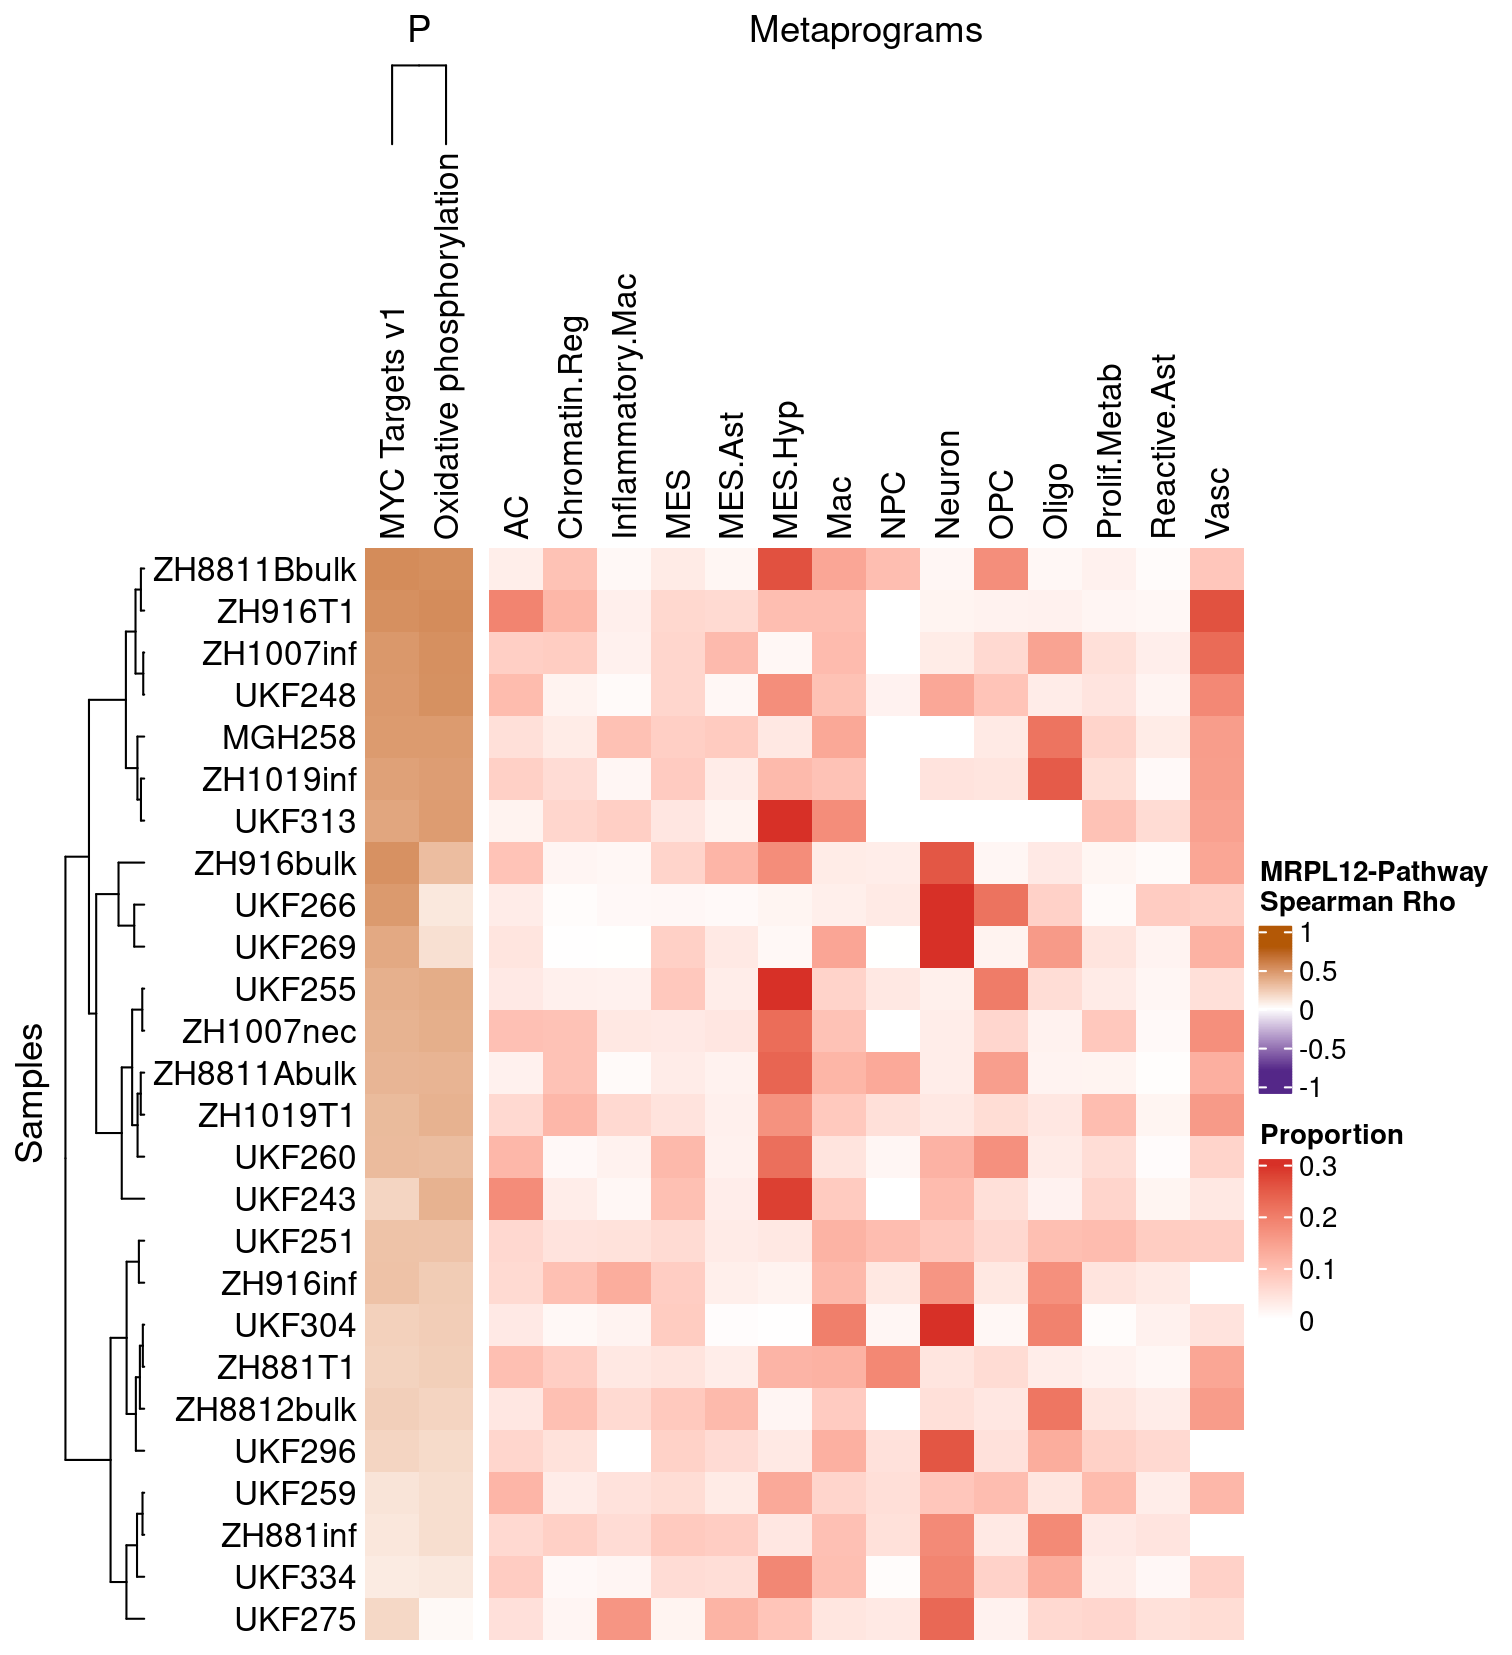 P
Metaprograms
MYC Targets v1
Oxidative phosphorylation
AC
Chromatin.Reg
Inflammatory.Mac
MES
MES.Ast
MES.Hyp
Mac
NPC
Neuron
OPC
Oligo
Prolif.Metab
Reactive.Ast
Vasc
Samples
ZH8811Bbulk
ZH916T1
ZH1007inf
UKF248
MGH258
ZH1019inf
UKF313
ZH916bulk
UKF266
UKF269
UKF255
ZH1007nec
ZH8811Abulk
ZH1019T1
UKF260
UKF243
UKF251
ZH916inf
UKF304
ZH881T1
ZH8812bulk
UKF296
UKF259
ZH881inf
UKF334
UKF275
MRPL12-Pathway
Spearman Rho
1
0.5
0
-0.5
-1
Proportion
0.3
0.2
0.1
0